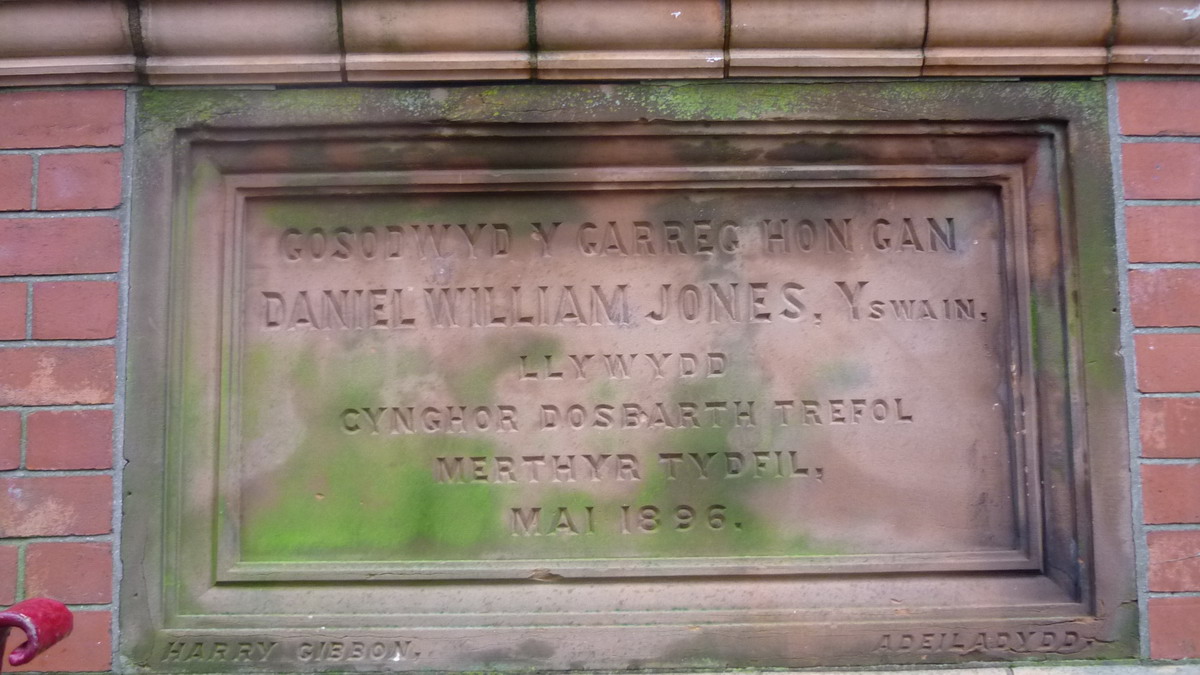 GOSODWYD Y GARREG HON GAN
DANIEL WILLIAM JONES, YSWAIN,
LLYWYDD
CYNGHOR DOSBARTH TREFOL
MERTHYR TYDFIL,
MAI 1896.
HARRY GIBBON. ADEILADYDD.